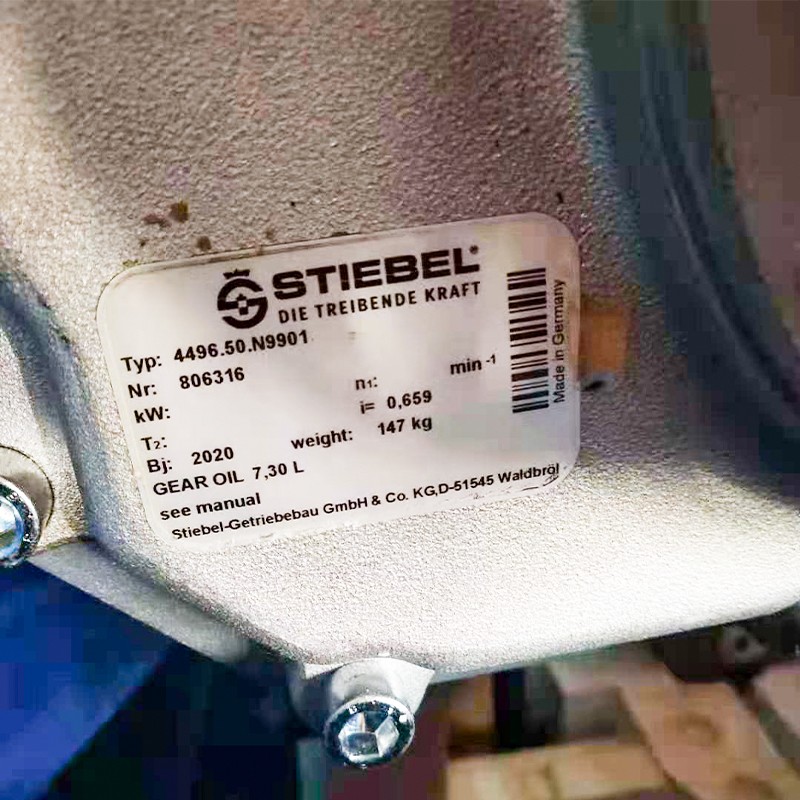 STIEBEL®
DIE TREIBENDE KRAFT
Typ: 4496.50.N9901
Nr: 806316
kW: n₁: min⁻¹
T₂: i= 0,659
Bj: 2020 weight: 147 kg
GEAR OIL 7,30 L
see manual
Stiebel-Getriebebau GmbH & Co. KG,D-51545 Waldbröl
Made in Germany